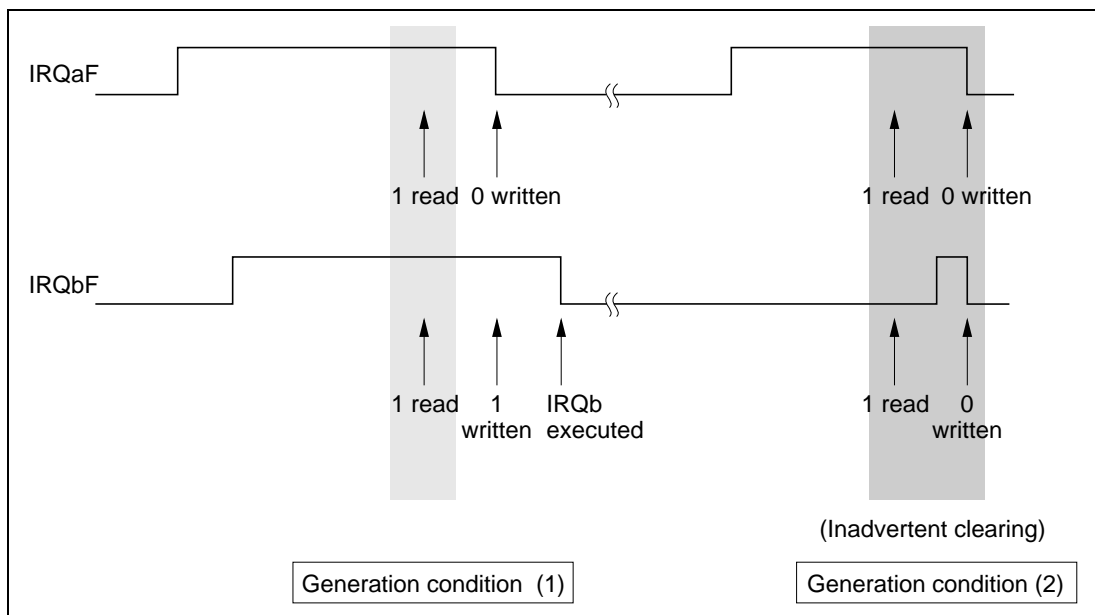 IRQaF
1 read 0 written
1 read 0 written
IRQbF
1 read
1
written
IRQb
executed
1 read
0
written
(Inadvertent clearing)
Generation condition (1)
Generation condition (2)